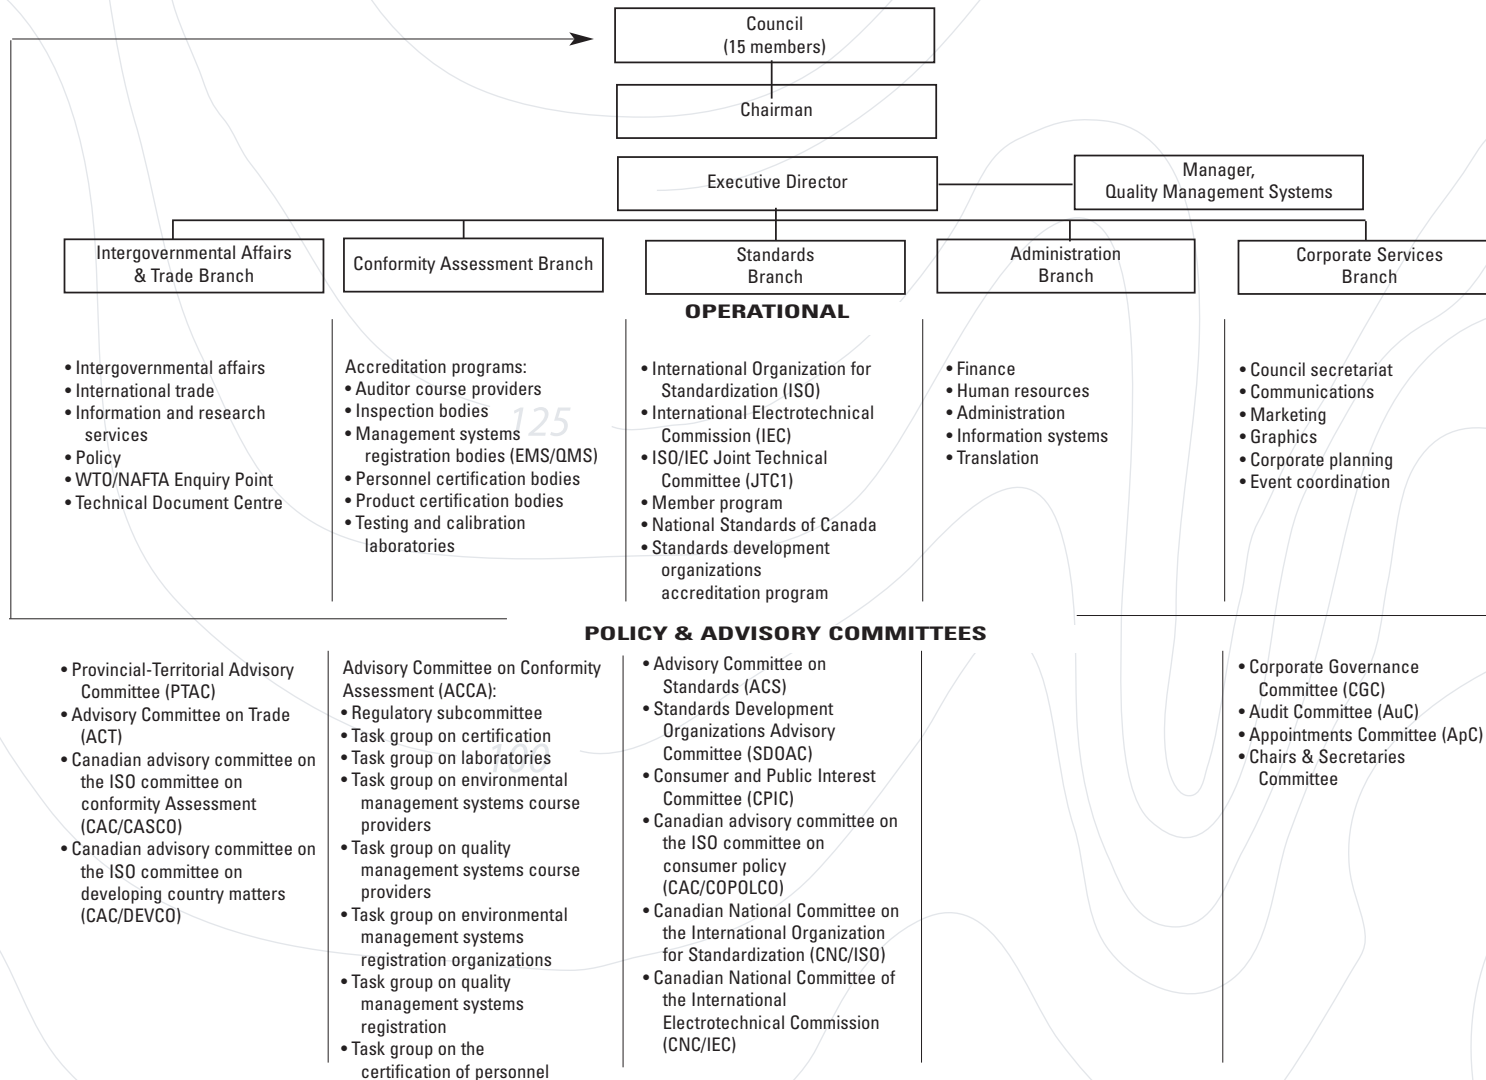 Council
(15 members)
Chairman
Executive Director
Manager,
Quality Management Systems
Intergovernmental Affairs
& Trade Branch
Conformity Assessment Branch
Standards
Branch
Administration
Branch
Corporate Services
Branch
OPERATIONAL
• Intergovernmental affairs
• International trade
• Information and research
services
• Policy
• WTO/NAFTA Enquiry Point
• Technical Document Centre
Accreditation programs:
• Auditor course providers
• Inspection bodies
• Management systems
registration bodies (EMS/QMS)
• Personnel certification bodies
• Product certification bodies
• Testing and calibration
laboratories
125
• International Organization for
Standardization (ISO)
• International Electrotechnical
Commission (IEC)
• ISO/IEC Joint Technical
Committee (JTC1)
• Member program
• National Standards of Canada
• Standards development
organizations
accreditation program
• Finance
• Human resources
• Administration
• Information systems
• Translation
• Council secretariat
• Communications
• Marketing
• Graphics
• Corporate planning
• Event coordination
POLICY & ADVISORY COMMITTEES
• Provincial-Territorial Advisory
Committee (PTAC)
• Advisory Committee on Trade
(ACT)
• Canadian advisory committee on
the ISO committee on
conformity Assessment
(CAC/CASCO)
• Canadian advisory committee on
the ISO committee on
developing country matters
(CAC/DEVCO)
Advisory Committee on Conformity
Assessment (ACCA):
• Regulatory subcommittee
• Task group on certification
• Task group on laboratories
• Task group on environmental
management systems course
providers
• Task group on quality
management systems course
providers
• Task group on environmental
management systems
registration organizations
• Task group on quality
management systems
registration
• Task group on the
certification of personnel
100
• Advisory Committee on
Standards (ACS)
• Standards Development
Organizations Advisory
Committee (SDOAC)
• Consumer and Public Interest
Committee (CPIC)
• Canadian advisory committee on
the ISO committee on
consumer policy
(CAC/COPOLCO)
• Canadian National Committee on
the International Organization
for Standardization (CNC/ISO)
• Canadian National Committee of
the International
Electrotechnical Commission
(CNC/IEC)
• Corporate Governance
Committee (CGC)
• Audit Committee (AuC)
• Appointments Committee (ApC)
• Chairs & Secretaries
Committee